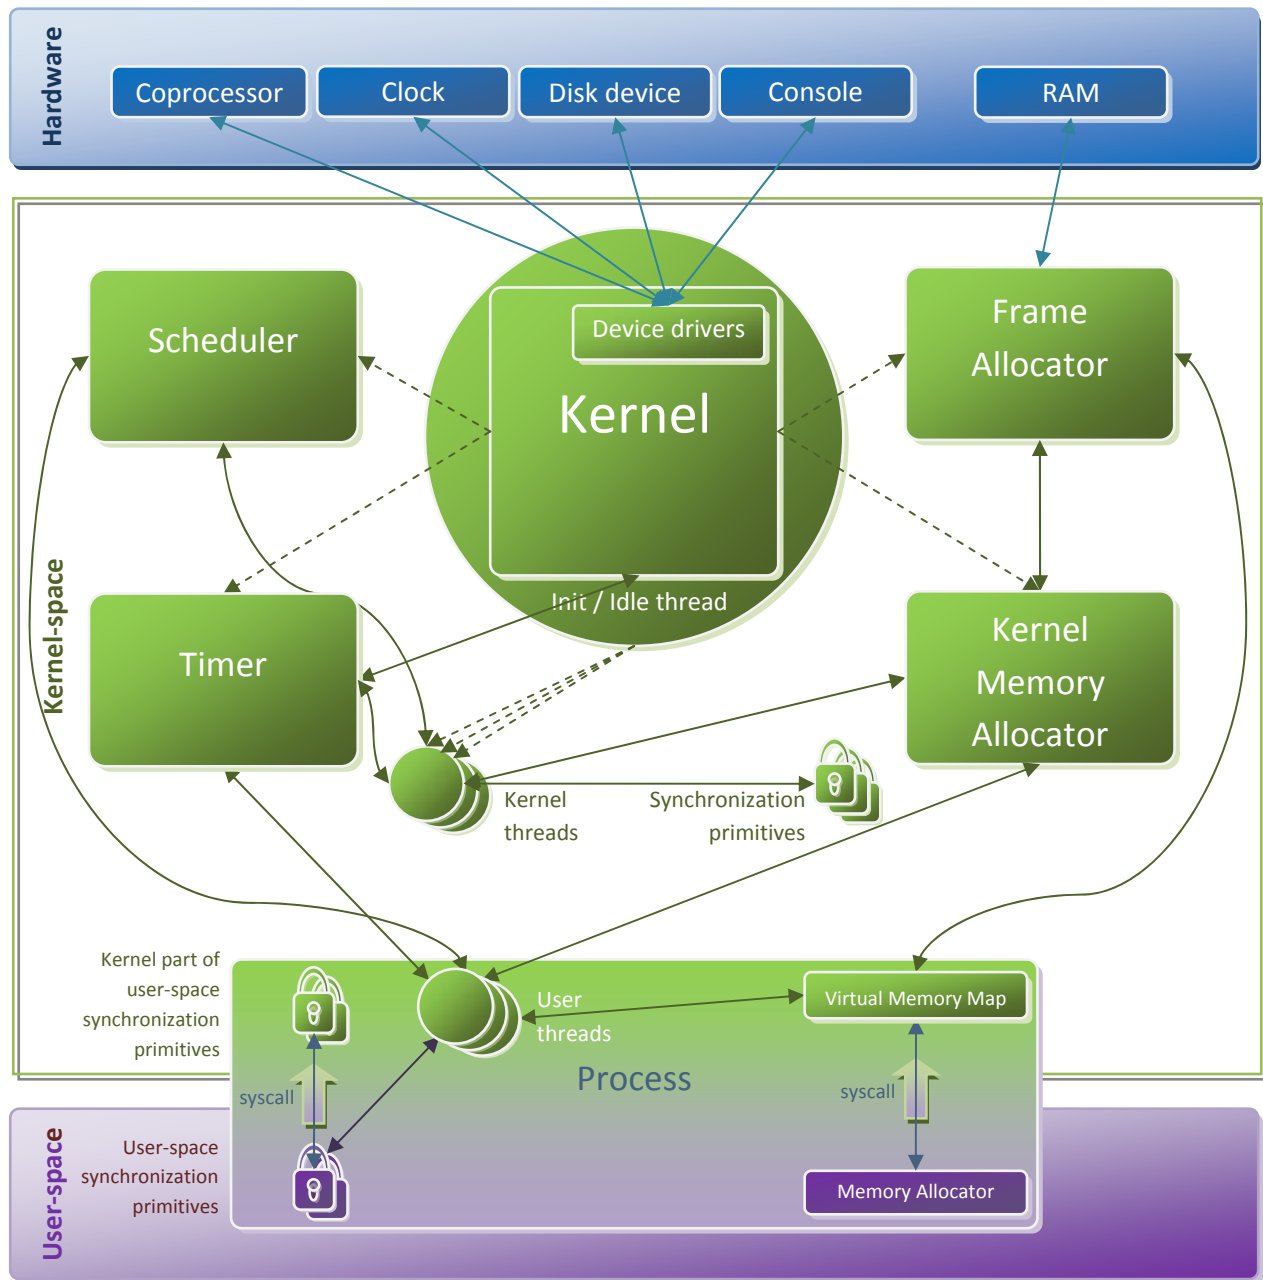 Hardware
Coprocessor
Clock
Disk device
Console
RAM
Scheduler
Device drivers
Kernel
Frame
Allocator
Init / Idle thread
Kernel-space
Timer
Kernel
Memory
Allocator
Kernel
threads
Synchronization
primitives
Kernel part of
user-space
synchronization
primitives
User
threads
Virtual Memory Map
Process
syscall
syscall
User-space
User-space
synchronization
primitives
Memory Allocator